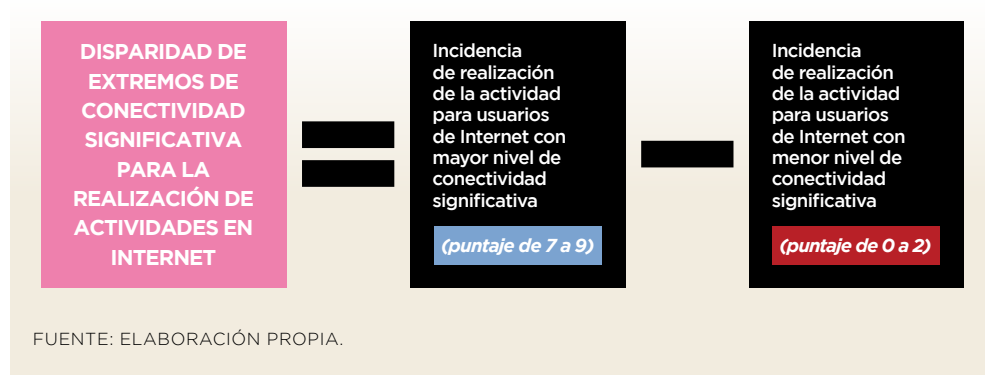 DISPARIDAD DE
EXTREMOS DE
CONECTIVIDAD
SIGNIFICATIVA
PARA LA
REALIZACIÓN DE
ACTIVIDADES EN
INTERNET
Incidencia
de realización
de la actividad
para usuarios
de Internet con
mayor nivel de
conectividad
significativa
(puntaje de 7 a 9)
Incidencia
de realización
de la actividad
para usuarios
de Internet con
menor nivel de
conectividad
significativa
(puntaje de 0 a 2)
FUENTE: ELABORACIÓN PROPIA.